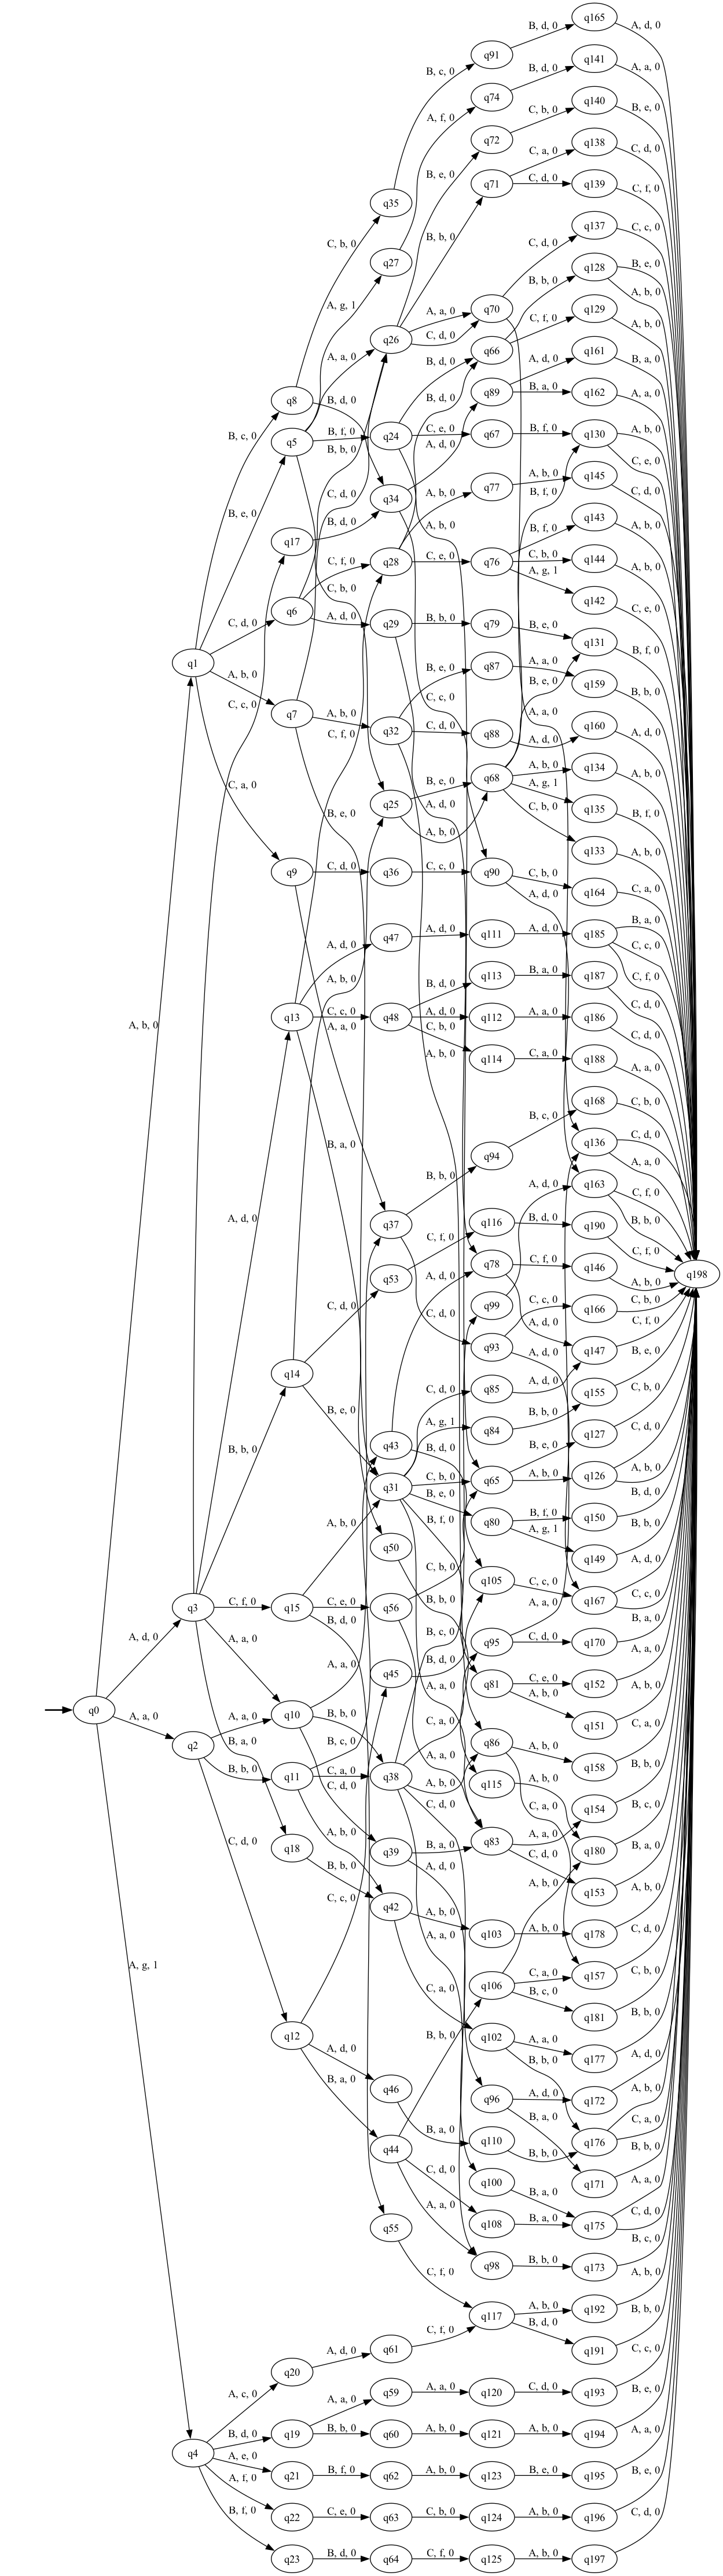 q165
A, d, 0
B, d, 0
q91
q141
A, a, 0
B, d, 0
B, c, 0
q74
q140
B, e, 0
C, b, 0
A, f, 0
q72
q138
C, d, 0
C, a, 0
B, e, 0
q71
C, d, 0
q139
C, f, 0
q35
B, b, 0
q137
C, c, 0
C, d, 0
C, b, 0
q27
q128
B, e, 0
B, b, 0
A, b, 0
A, g, 1
A, a, 0
q70
q129
C, f, 0
A, b, 0
q26
C, d, 0
q66
A, a, 0
B, d, 0
q161
A, d, 0
B, a, 0
B, d, 0
q89
B, a, 0
q162
A, a, 0
q8
B, d, 0
B, c, 0
q5
B, f, 0
q24
C, e, 0
q67
B, f, 0
q130
A, b, 0
B, b, 0
A, d, 0
C, e, 0
q77
A, b, 0
q145
C, d, 0
C, d, 0
q34
A, b, 0
B, f, 0
B, e, 0
q17
B, d, 0
A, b, 0
B, f, 0
q143
A, b, 0
C, f, 0
q28
C, e, 0
q76
C, b, 0
q144
A, b, 0
C, b, 0
A, g, 1
q142
C, e, 0
C, d, 0
q6
A, d, 0
q29
B, b, 0
q79
B, e, 0
q131
B, f, 0
q1
B, e, 0
q87
A, a, 0
A, b, 0
B, e, 0
q159
B, b, 0
C, c, 0
C, c, 0
q7
A, b, 0
A, a, 0
C, f, 0
q32
C, d, 0
q88
A, d, 0
q160
A, d, 0
A, b, 0
q134
A, b, 0
C, a, 0
B, e, 0
q68
A, g, 1
q25
A, d, 0
C, b, 0
q135
B, f, 0
B, e, 0
A, b, 0
q133
A, b, 0
q9
C, d, 0
q36
C, c, 0
q90
C, b, 0
q164
C, a, 0
A, d, 0
A, d, 0
q47
A, d, 0
q111
A, d, 0
q185
B, a, 0
C, c, 0
A, b, 0
B, d, 0
q113
B, a, 0
q187
C, f, 0
C, d, 0
A, b, 0
q13
C, c, 0
q48
A, d, 0
q112
A, a, 0
q186
C, d, 0
A, a, 0
C, b, 0
A, b, 0
q114
C, a, 0
q188
A, a, 0
q168
C, b, 0
B, c, 0
B, a, 0
q94
q136
C, d, 0
A, a, 0
B, b, 0
A, d, 0
q163
C, f, 0
A, d, 0
q37
C, f, 0
q116
B, d, 0
q190
B, b, 0
C, f, 0
q53
A, d, 0
q78
C, f, 0
q146
A, b, 0
q198
C, d, 0
C, d, 0
q99
C, c, 0
q166
C, b, 0
A, d, 0
C, f, 0
q93
A, d, 0
q147
B, e, 0
q14
C, d, 0
q85
A, d, 0
q155
C, b, 0
B, e, 0
A, g, 1
q84
B, b, 0
q127
C, d, 0
B, b, 0
q43
B, d, 0
B, e, 0
q31
C, b, 0
q65
A, b, 0
q126
A, b, 0
B, e, 0
B, d, 0
A, b, 0
B, f, 0
q80
B, f, 0
q150
A, g, 1
B, b, 0
q50
q149
A, d, 0
C, b, 0
q105
C, c, 0
q167
C, c, 0
q3
C, f, 0
q15
C, e, 0
q56
B, b, 0
A, a, 0
B, a, 0
B, d, 0
B, c, 0
A, d, 0
A, a, 0
q95
C, d, 0
q170
A, a, 0
A, a, 0
q45
B, d, 0
q81
C, e, 0
q152
A, b, 0
A, a, 0
A, b, 0
q0
A, a, 0
A, a, 0
q10
B, b, 0
C, a, 0
q151
C, a, 0
q2
B, a, 0
B, c, 0
q86
A, b, 0
q158
B, b, 0
B, b, 0
q11
C, a, 0
q38
A, a, 0
A, b, 0
q115
A, b, 0
C, d, 0
C, d, 0
C, a, 0
q154
B, c, 0
C, d, 0
q18
A, b, 0
q39
B, a, 0
q83
A, a, 0
q180
B, a, 0
B, b, 0
A, d, 0
C, d, 0
q153
A, b, 0
C, c, 0
q42
A, b, 0
A, b, 0
q103
A, b, 0
q178
C, d, 0
A, a, 0
A, g, 1
C, a, 0
q106
C, a, 0
q157
C, b, 0
B, c, 0
q181
B, b, 0
q12
A, d, 0
B, b, 0
q102
A, a, 0
q177
A, d, 0
B, a, 0
q46
B, b, 0
q96
A, d, 0
q172
A, b, 0
B, a, 0
C, a, 0
q44
B, a, 0
q110
B, b, 0
q176
B, b, 0
C, d, 0
q100
q171
A, a, 0
A, a, 0
B, a, 0
C, d, 0
q55
q108
B, a, 0
q175
B, c, 0
C, f, 0
q98
B, b, 0
q173
A, b, 0
q117
A, b, 0
q192
B, b, 0
C, f, 0
B, d, 0
q20
A, d, 0
q61
q191
C, c, 0
A, c, 0
A, a, 0
q59
A, a, 0
q120
C, d, 0
q193
B, e, 0
B, d, 0
q19
B, b, 0
q60
A, b, 0
q121
A, b, 0
q194
A, a, 0
q4
A, e, 0
q21
B, f, 0
q62
A, b, 0
q123
B, e, 0
q195
B, e, 0
A, f, 0
q22
C, e, 0
q63
C, b, 0
q124
A, b, 0
q196
C, d, 0
B, f, 0
q23
B, d, 0
q64
C, f, 0
q125
A, b, 0
q197